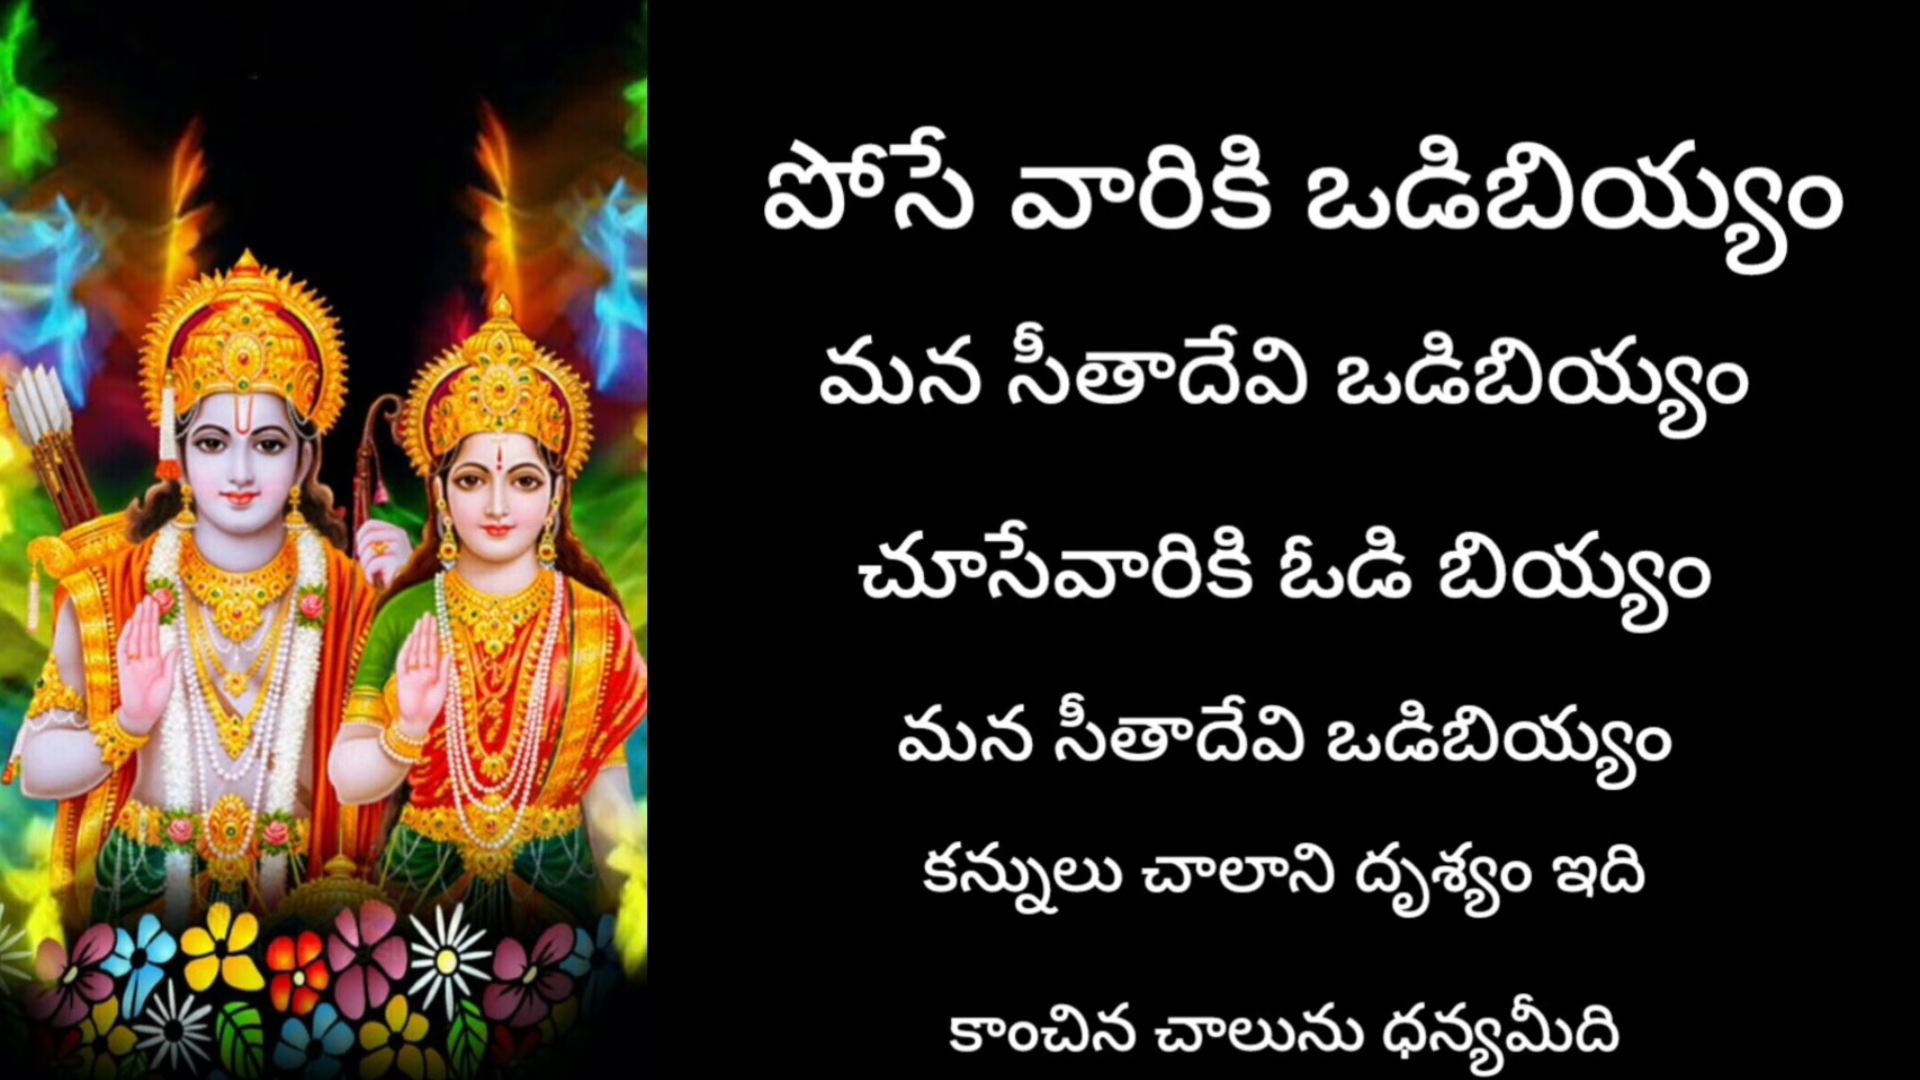 పోసే వారికి ఒడిబియ్యం
మన సీతాదేవి ఒడిబియ్యం
చూసేవారికి ఓడి బియ్యం
మన సీతాదేవి ఒడిబియ్యం
కన్నులు చాలాని దృశ్యం ఇది
కాంచిన చాలును ధన్యమీది